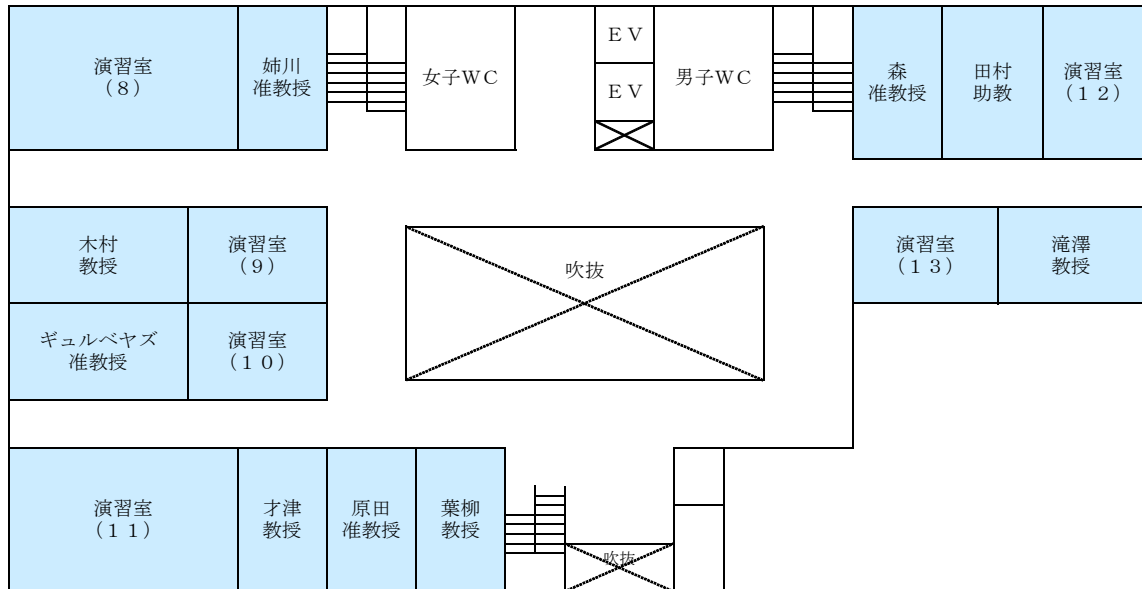 演習室
（８）
姉川
准教授
女子ＷＣ
ＥＶ
ＥＶ
男子ＷＣ
森
准教授
田村
助教
演習室
（１２）
木村
教授
演習室
（９）
吹抜
演習室
（１３）
滝澤
教授
ギュルベヤズ
准教授
演習室
（１０）
演習室
（１１）
才津
教授
原田
准教授
葉柳
教授
吹抜